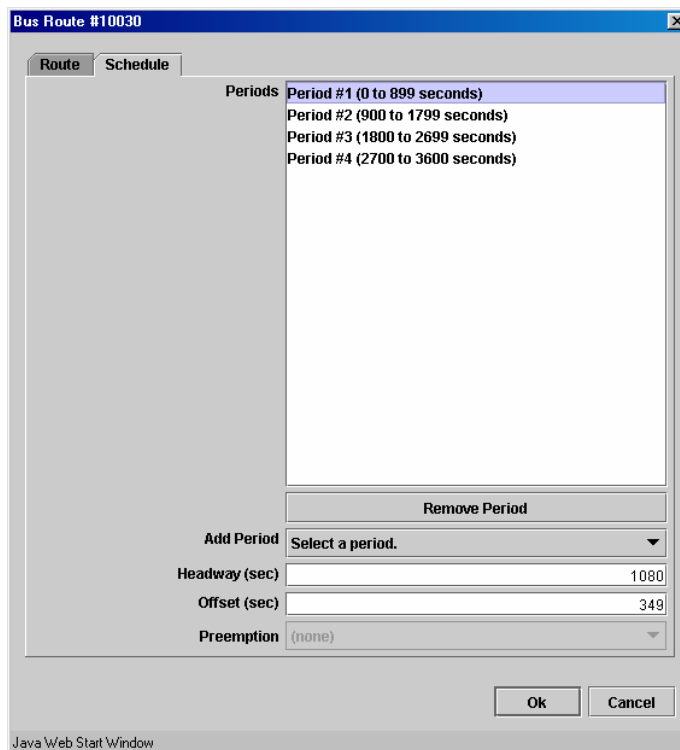 Bus Route #10030
Route Schedule
Periods Period #1 (0 to 899 seconds)
Period #2 (900 to 1799 seconds)
Period #3 (1800 to 2699 seconds)
Period #4 (2700 to 3600 seconds)
Remove Period
Add Period Select a period.
Headway (sec) 1080
Offset (sec) 349
Preemption (none)
Ok Cancel
Java Web Start Window